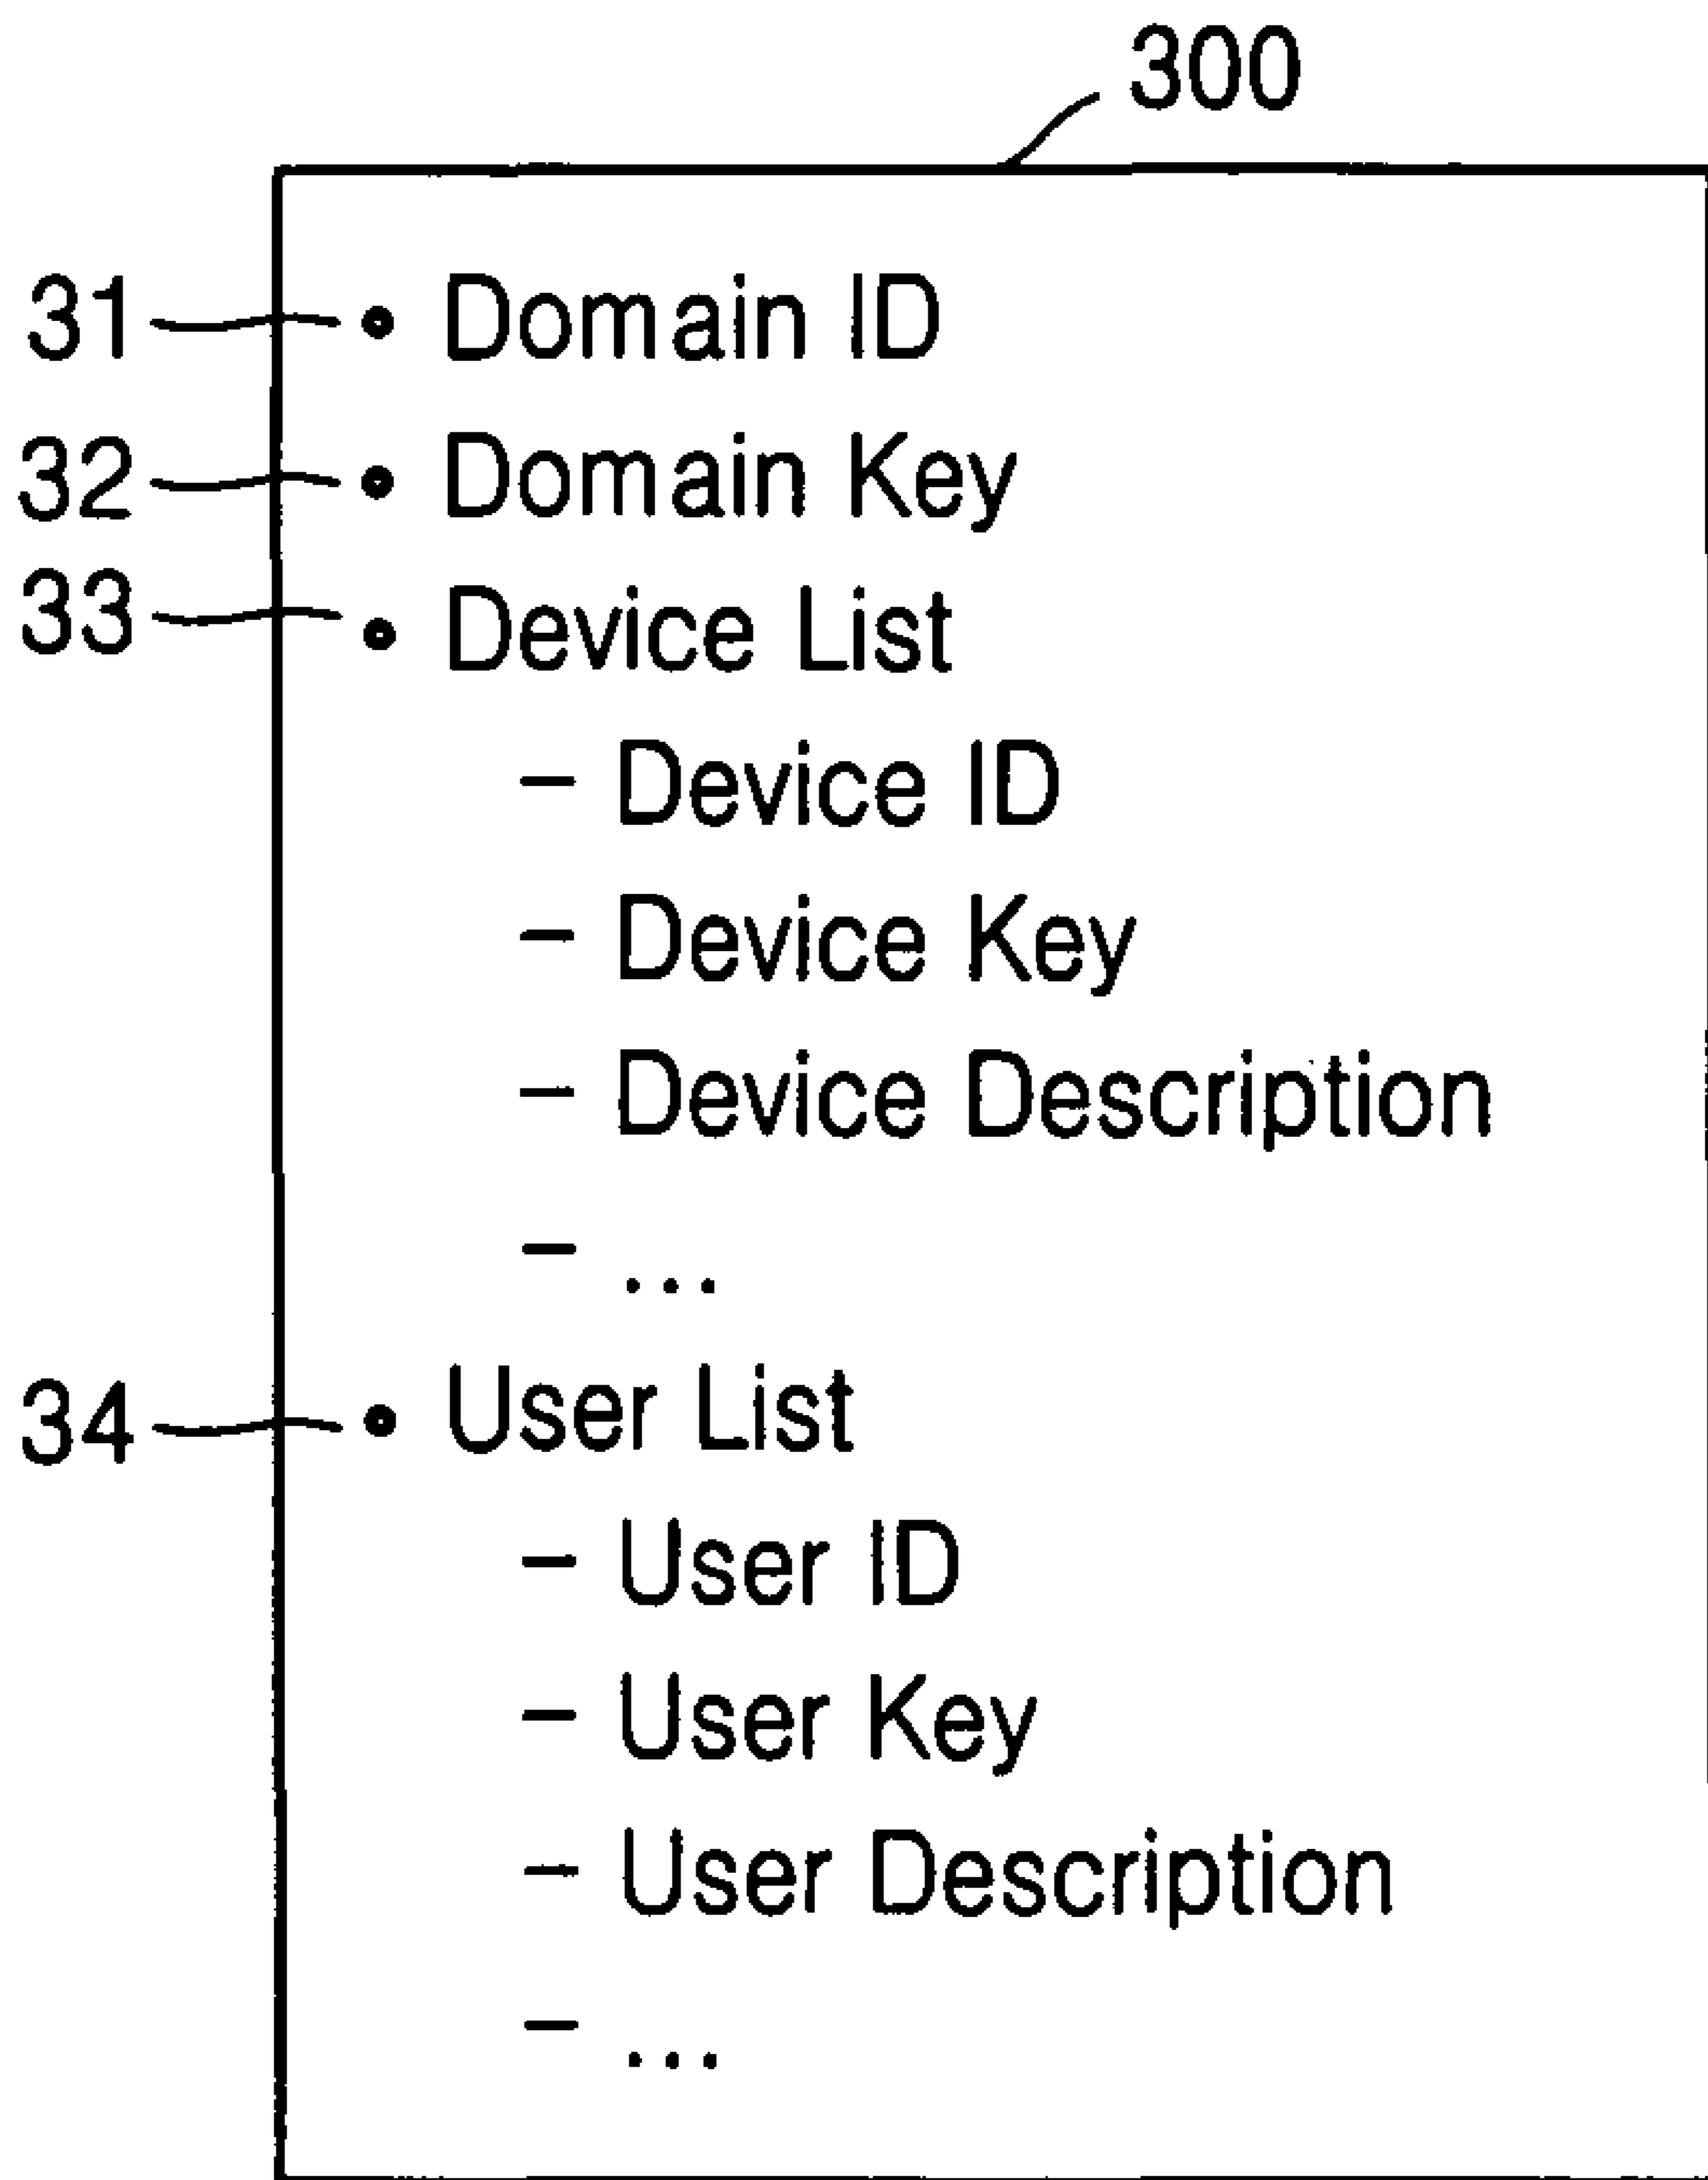 300
31 • Domain ID
32 • Domain Key
33 • Device List
– Device ID
– Device Key
– Device Description
– ...
34 • User List
– User ID
– User Key
– User Description
– ...